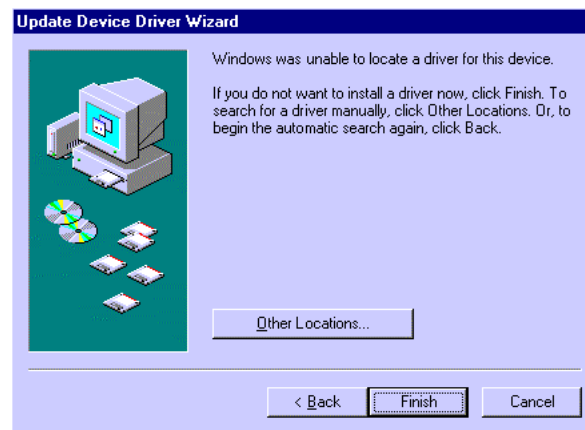 Update Device Driver Wizard
Windows was unable to locate a driver for this device.
If you do not want to install a driver now, click Finish. To
search for a driver manually, click Other Locations. Or, to
begin the automatic search again, click Back.
Other Locations...
< Back Finish Cancel